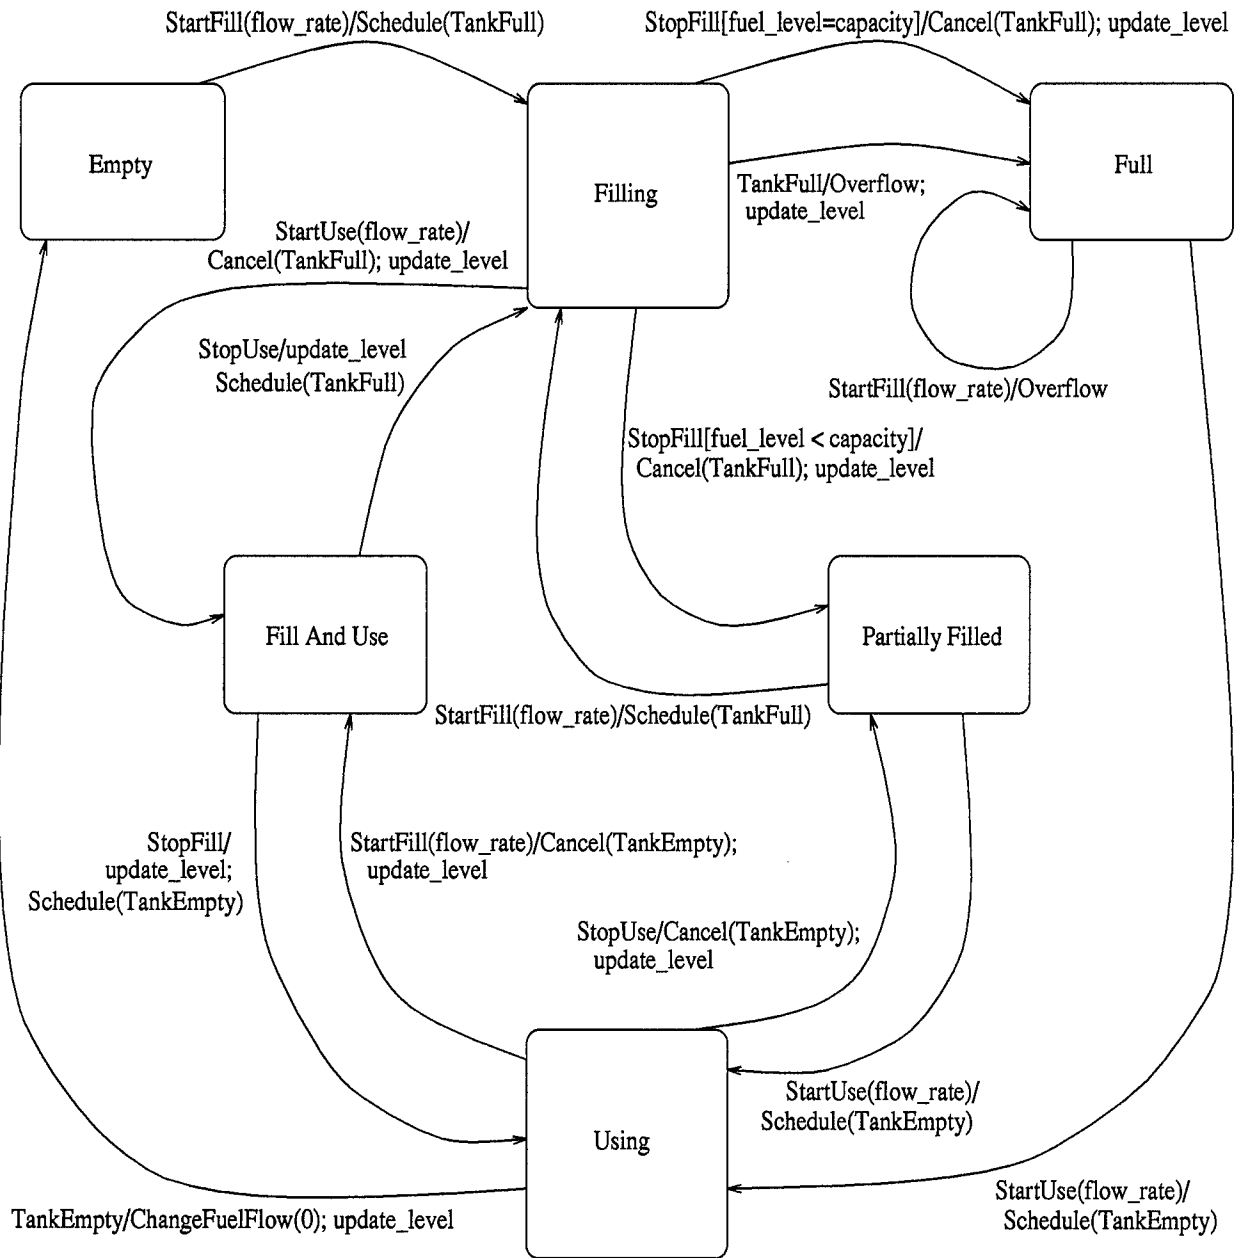 StartFill(flow_rate)/Schedule(TankFull)
StopFill[fuel_level=capacity]/Cancel(TankFull); update_level
Empty
Filling
Full
TankFull/Overflow;
update_level
StartUse(flow_rate)/
Cancel(TankFull); update_level
StopUse/update_level
Schedule(TankFull)
StartFill(flow_rate)/Overflow
StopFill[fuel_level < capacity]/
Cancel(TankFull); update_level
Fill And Use
Partially Filled
StartFill(flow_rate)/Schedule(TankFull)
StopFill/
update_level;
Schedule(TankEmpty)
StartFill(flow_rate)/Cancel(TankEmpty);
update_level
StopUse/Cancel(TankEmpty);
update_level
StartUse(flow_rate)/
Schedule(TankEmpty)
Using
StartUse(flow_rate)/
Schedule(TankEmpty)
TankEmpty/ChangeFuelFlow(0); update_level